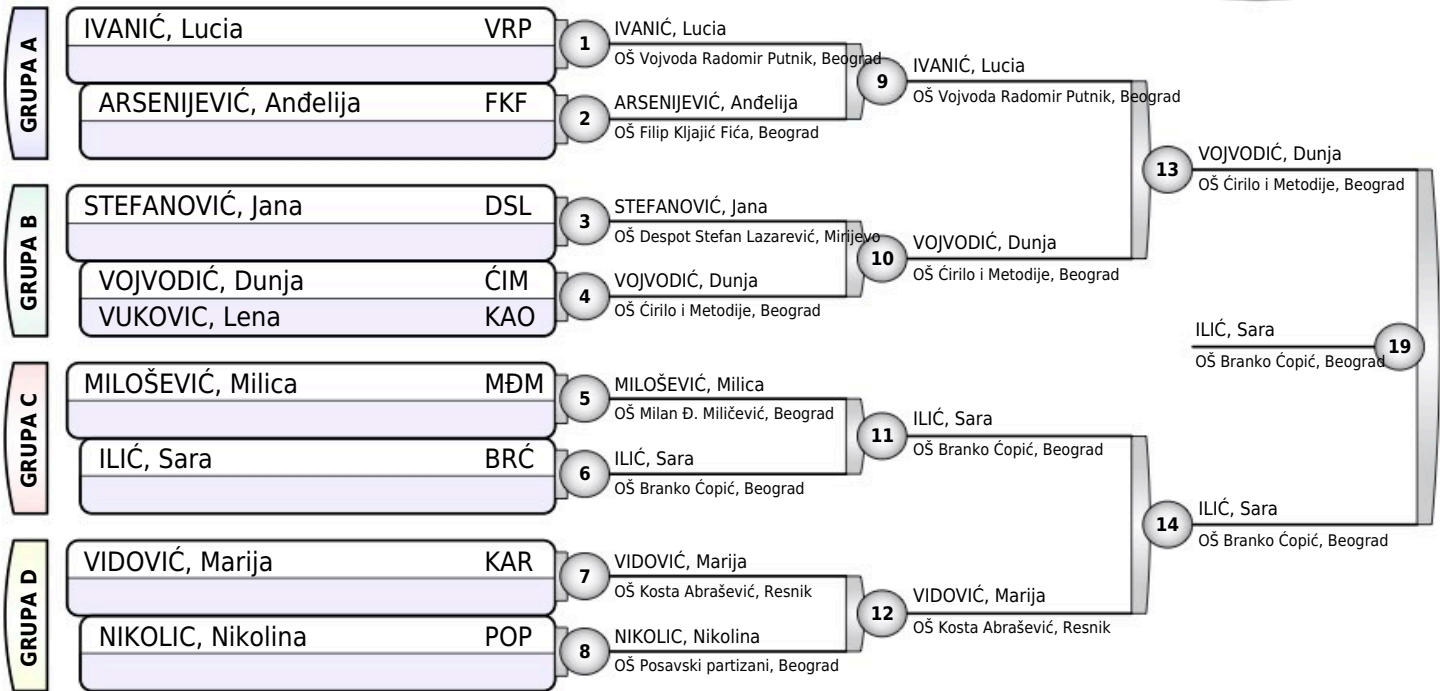 GRUPA A
IVANIĆ, Lucia VRP
ARSENIJEVIĆ, Anđelija FKF
GRUPA B
STEFANOVIĆ, Jana DSL
VOJVODIĆ, Dunja ĆIM
VUKOVIC, Lena KAO
GRUPA C
MILOŠEVIĆ, Milica MĐM
ILIĆ, Sara BRĆ
GRUPA D
VIDOVIĆ, Marija KAR
NIKOLIC, Nikolina POP
1
IVANIĆ, Lucia
OŠ Vojvoda Radomir Putnik, Beograd
2
ARSENIJEVIĆ, Anđelija
OŠ Filip Kljajić Fića, Beograd
3
STEFANOVIĆ, Jana
OŠ Despot Stefan Lazarević, Mirijevo
4
VOJVODIĆ, Dunja
OŠ Ćirilo i Metodije, Beograd
5
MILOŠEVIĆ, Milica
OŠ Milan Đ. Miličević, Beograd
6
ILIĆ, Sara
OŠ Branko Ćopić, Beograd
7
VIDOVIĆ, Marija
OŠ Kosta Abrašević, Resnik
8
NIKOLIC, Nikolina
OŠ Posavski partizani, Beograd
9
IVANIĆ, Lucia
OŠ Vojvoda Radomir Putnik, Beograd
10
VOJVODIĆ, Dunja
OŠ Ćirilo i Metodije, Beograd
11
ILIĆ, Sara
OŠ Branko Ćopić, Beograd
12
VIDOVIĆ, Marija
OŠ Kosta Abrašević, Resnik
13
VOJVODIĆ, Dunja
OŠ Ćirilo i Metodije, Beograd
14
ILIĆ, Sara
OŠ Branko Ćopić, Beograd
ILIĆ, Sara
OŠ Branko Ćopić, Beograd
19